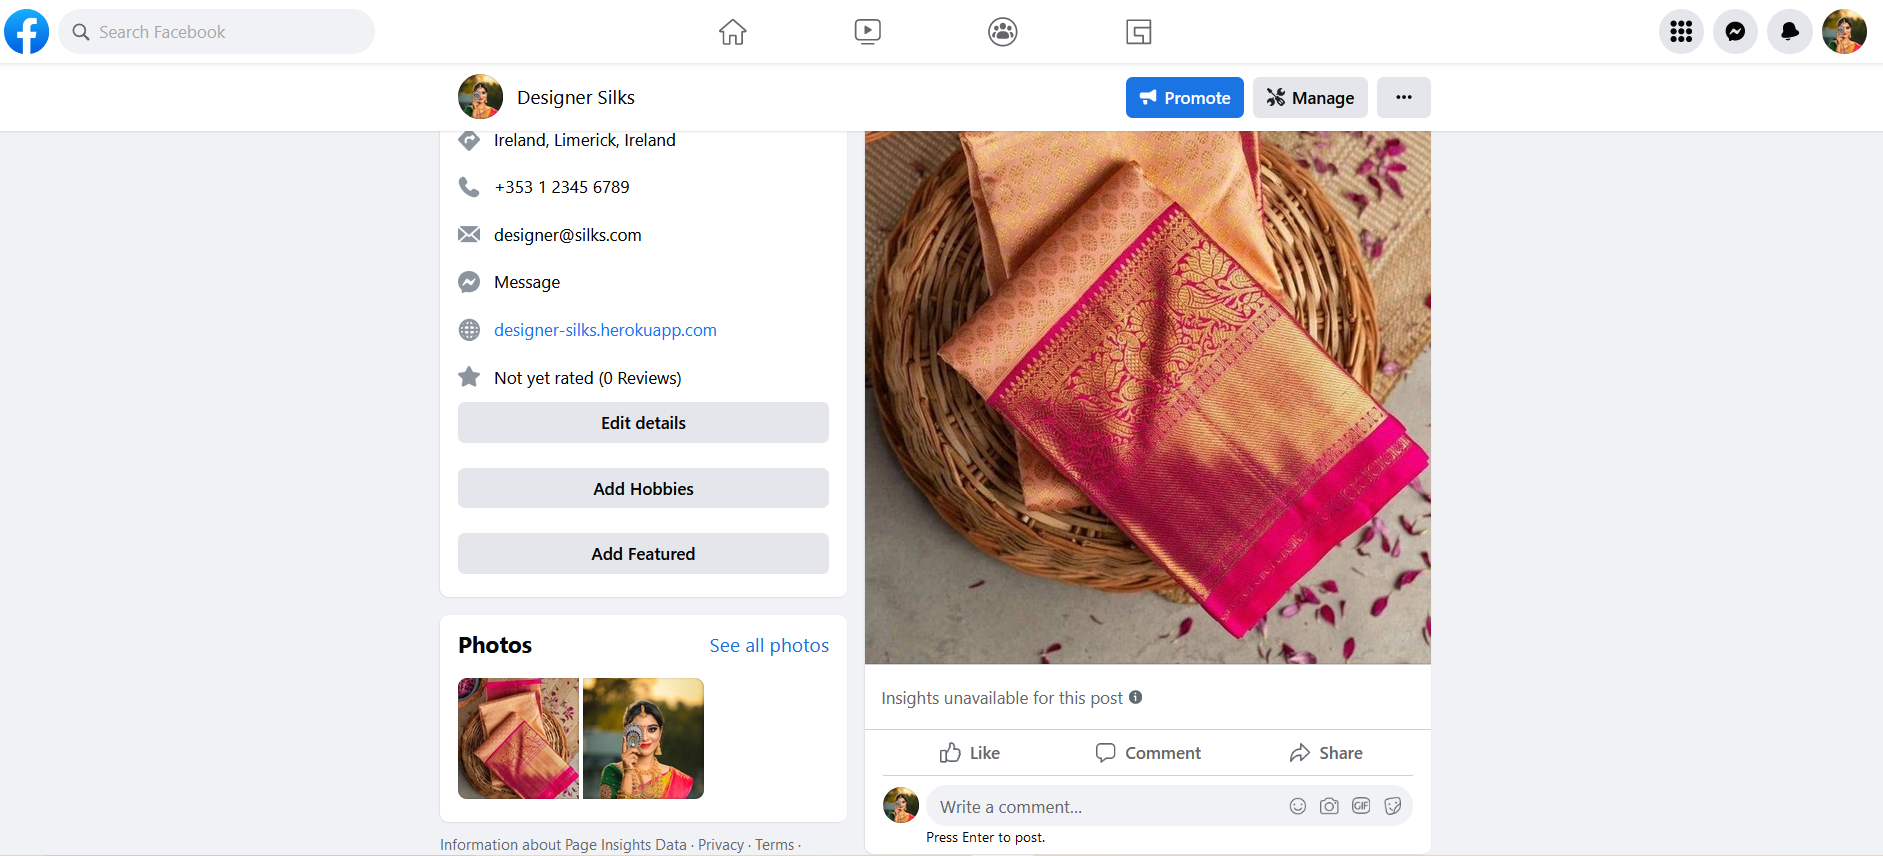 Search Facebook
Designer Silks
Promote
Manage
Ireland, Limerick, Ireland
+353 1 2345 6789
designer@silks.com
Message
designer-silks.herokuapp.com
Not yet rated (0 Reviews)
Edit details
Add Hobbies
Add Featured
Photos
See all photos
Information about Page Insights Data · Privacy · Terms ·
Insights unavailable for this post
Like
Comment
Share
Write a comment...
GIF
Press Enter to post.